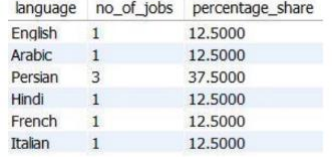 language no_of_jobs percentage_share
English 1 12.5000
Arabic 1 12.5000
Persian 3 37.5000
Hindi 1 12.5000
French 1 12.5000
Italian 1 12.5000